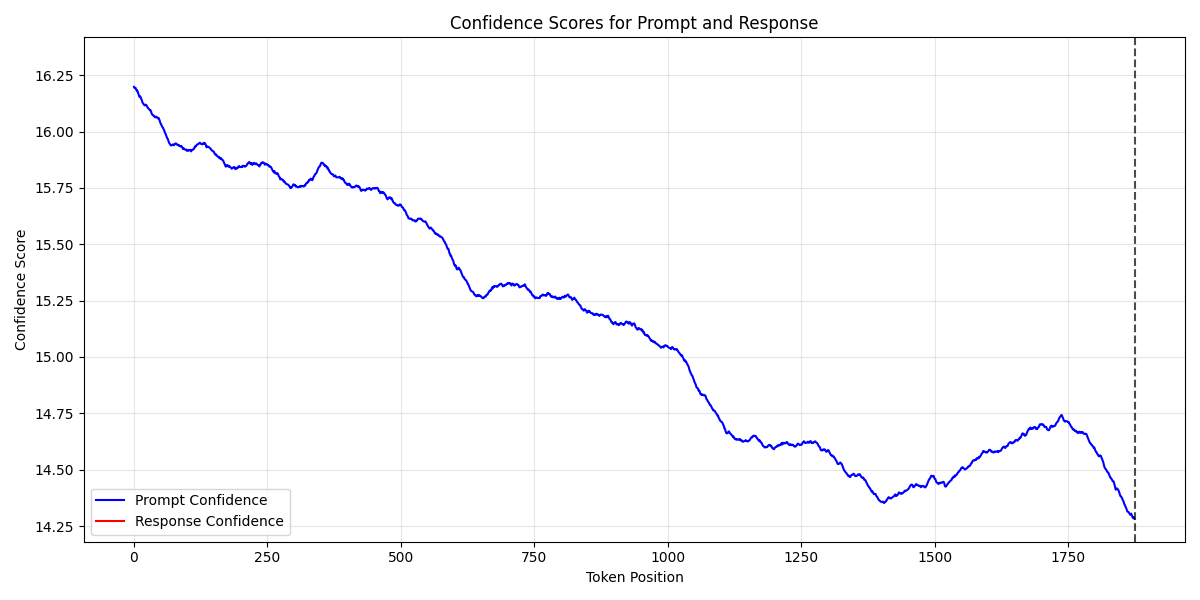 Confidence Scores for Prompt and Response
Confidence Score
16.25
16.00
15.75
15.50
15.25
15.00
14.75
14.50
14.25
Prompt Confidence
Response Confidence
0 250 500 750 1000 1250 1500 1750
Token Position